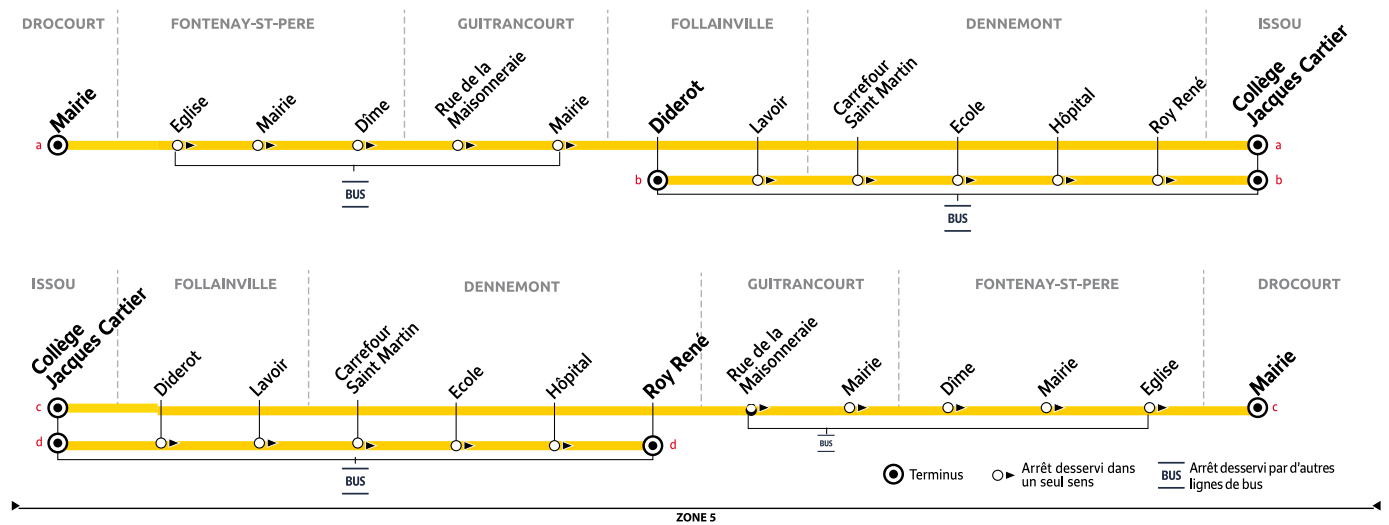 DROCOURT
FONTENAY-ST-PERE
GUITRANCOURT
FOLLAINVILLE
DENNEMONT
ISSOU
Mairie
Eglise
Mairie
Dîme
Rue de la
Maisonneraie
Mairie
Diderot
Lavoir
Carrefour
Saint Martin
Ecole
Hôpital
Roy René
Collège
Jacques Cartier
a
a
BUS
b
b
BUS
ISSOU
FOLLAINVILLE
DENNEMONT
GUITRANCOURT
FONTENAY-ST-PERE
DROCOURT
Collège
Jacques Cartier
Diderot
Lavoir
Carrefour
Saint Martin
Ecole
Hôpital
Roy René
Rue de la
Maisonneraie
Mairie
Dîme
Mairie
Eglise
Mairie
c
c
d
d
BUS
BUS
Terminus
Arrêt desservi dans
un seul sens
BUS
Arrêt desservi par d'autres
lignes de bus
ZONE 5